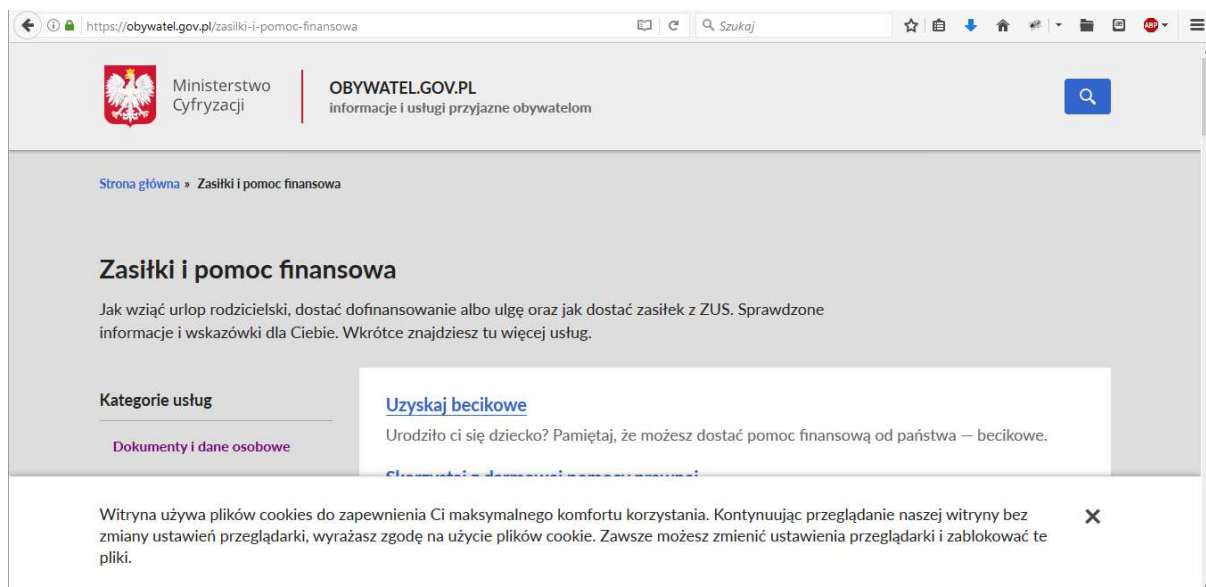 https://obywatel.gov.pl/zasilki-i-pomoc-finansowa
Szukaj
ABP
Ministerstwo
Cyfryzacji
OBYWATEL.GOV.PL
informacje i usługi przyjazne obywatelom
Strona główna » Zasiłki i pomoc finansowa
Zasiłki i pomoc finansowa
Jak wziąć urlop rodzicielski, dostać dofinansowanie albo ulgę oraz jak dostać zasiłek z ZUS. Sprawdzone
informacje i wskazówki dla Ciebie. Wkrótce znajdziesz tu więcej usług.
Kategorie usług
Dokumenty i dane osobowe
Uzyskaj becikowe
Urodziło ci się dziecko? Pamiętaj, że możesz dostać pomoc finansową od państwa — becikowe.
Skorzystaj z darmowej pomocy prawnej
Witryna używa plików cookies do zapewnienia Ci maksymalnego komfortu korzystania. Kontynuując przeglądanie naszej witryny bez
zmiany ustawień przeglądarki, wyrażasz zgodę na użycie plików cookie. Zawsze możesz zmienić ustawienia przeglądarki i zablokować te
pliki.